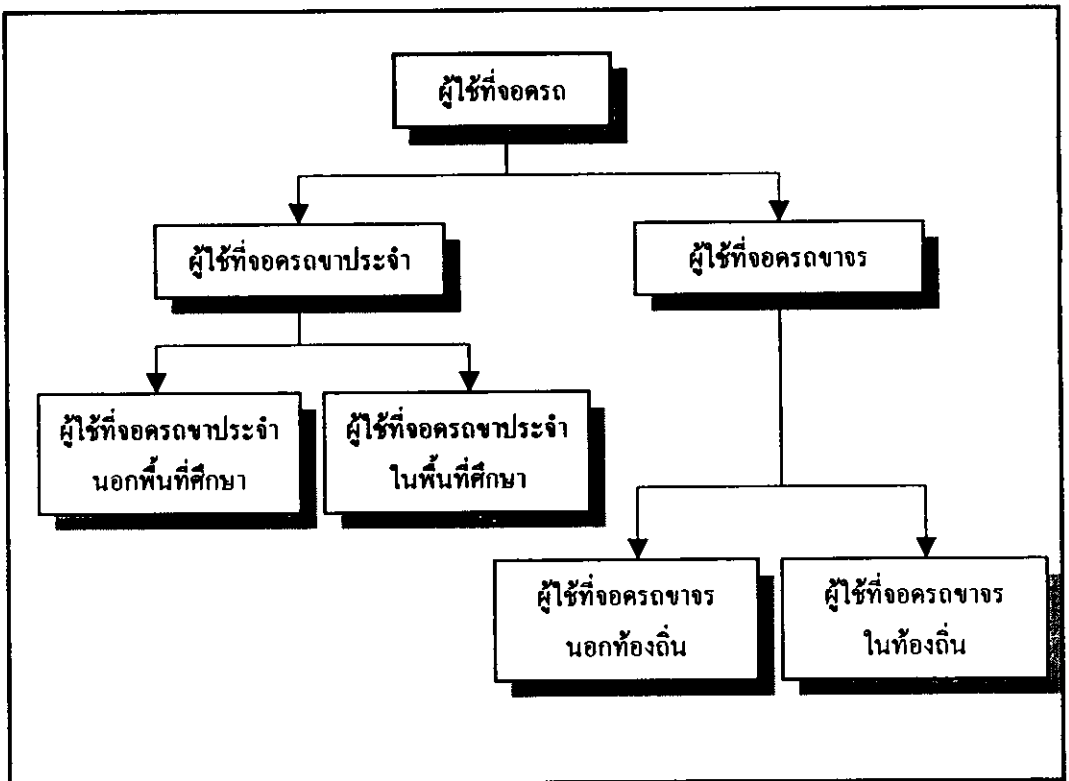 ผู้ใช้ที่จอดรถ
ผู้ใช้ที่จอดรถขาประจำ
ผู้ใช้ที่จอดรถขาจร
ผู้ใช้ที่จอดรถขาประจำ
นอกพื้นที่ศึกษา
ผู้ใช้ที่จอดรถขาประจำ
ในพื้นที่ศึกษา
ผู้ใช้ที่จอดรถขาจร
นอกท้องถิ่น
ผู้ใช้ที่จอดรถขาจร
ในท้องถิ่น